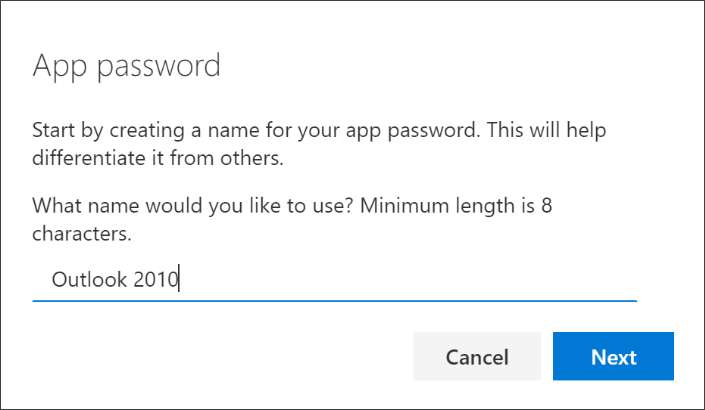 App password
Start by creating a name for your app password. This will help
differentiate it from others.
What name would you like to use? Minimum length is 8
characters.
Outlook 2010
Cancel
Next